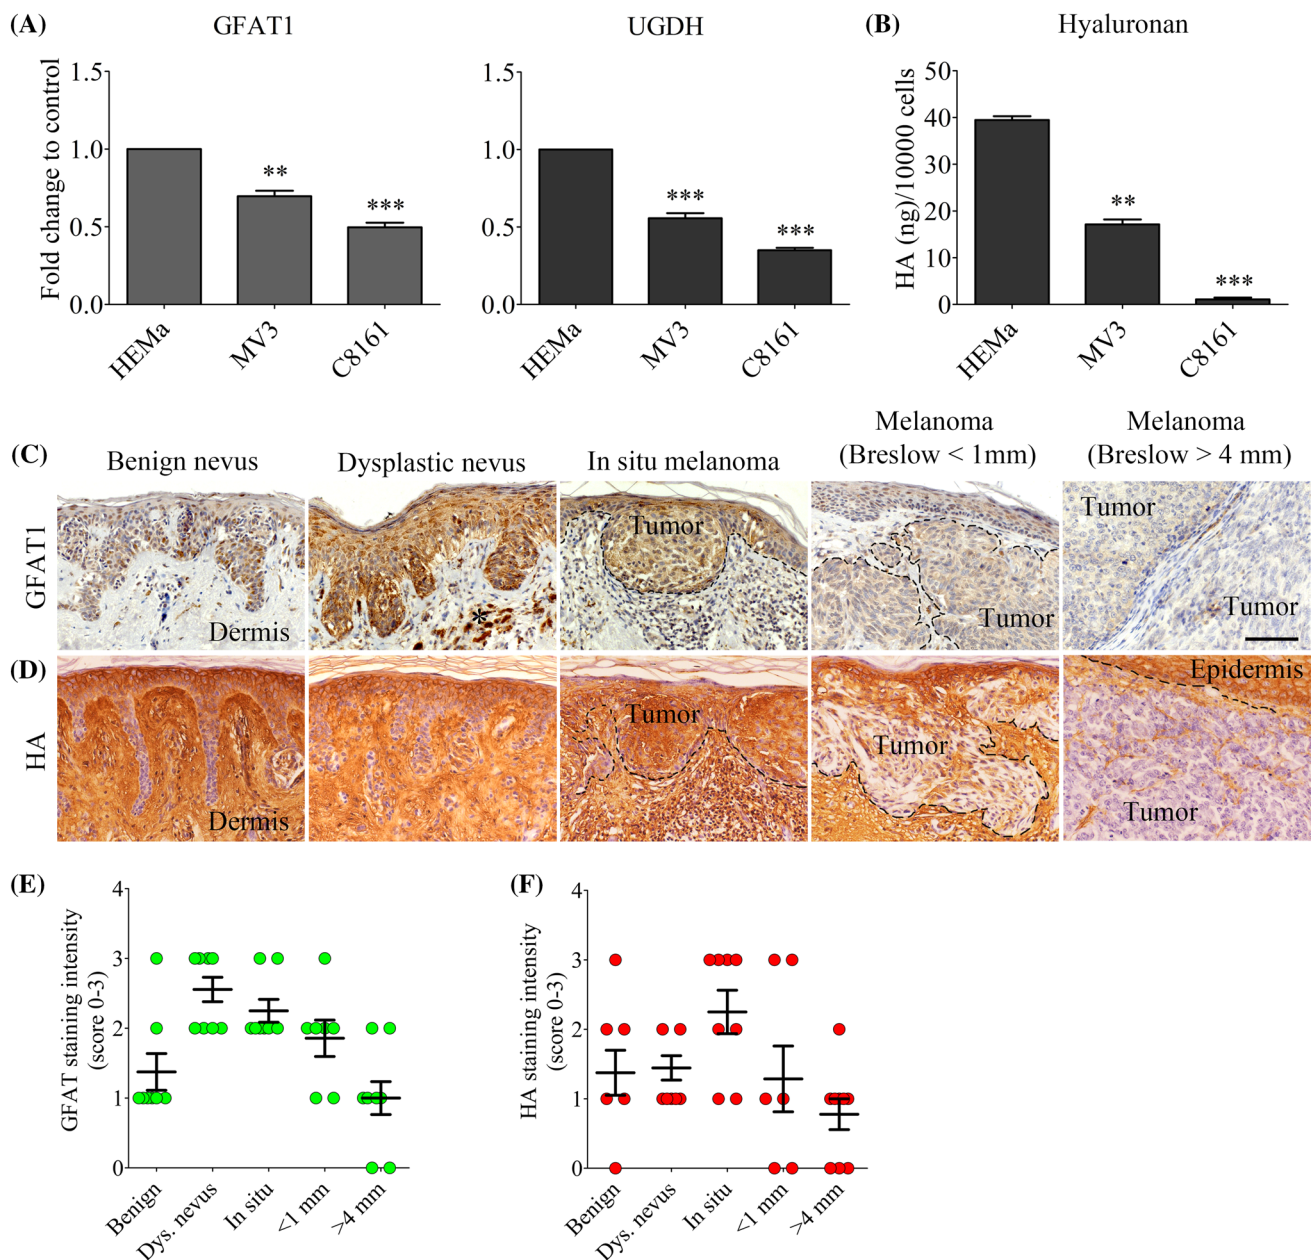 (A)
GFAT1
Fold change to control
1.5
1.0
0.5
0.0
**
***
HEMa
MV3
C8161
UGDH
1.5
1.0
0.5
0.0
***
***
HEMa
MV3
C8161
(B)
Hyaluronan
HA (ng)/10000 cells
50
40
30
20
10
0
**
***
HEMa
MV3
C8161
(C)
Benign nevus
Dysplastic nevus
In situ melanoma
Melanoma
(Breslow < 1mm)
Melanoma
(Breslow > 4 mm)
GFAT1
Dermis
*
Tumor
Tumor
Tumor
Tumor
(D)
HA
Dermis
Tumor
Tumor
Epidermis
Tumor
(E)
GFAT staining intensity
(score 0-3)
4
3
2
1
0
Benign
Dys. nevus
In situ
<1 mm
>4 mm
(F)
HA staining intensity
(score 0-3)
4
3
2
1
0
Benign
Dys. nevus
In situ
<1 mm
>4 mm